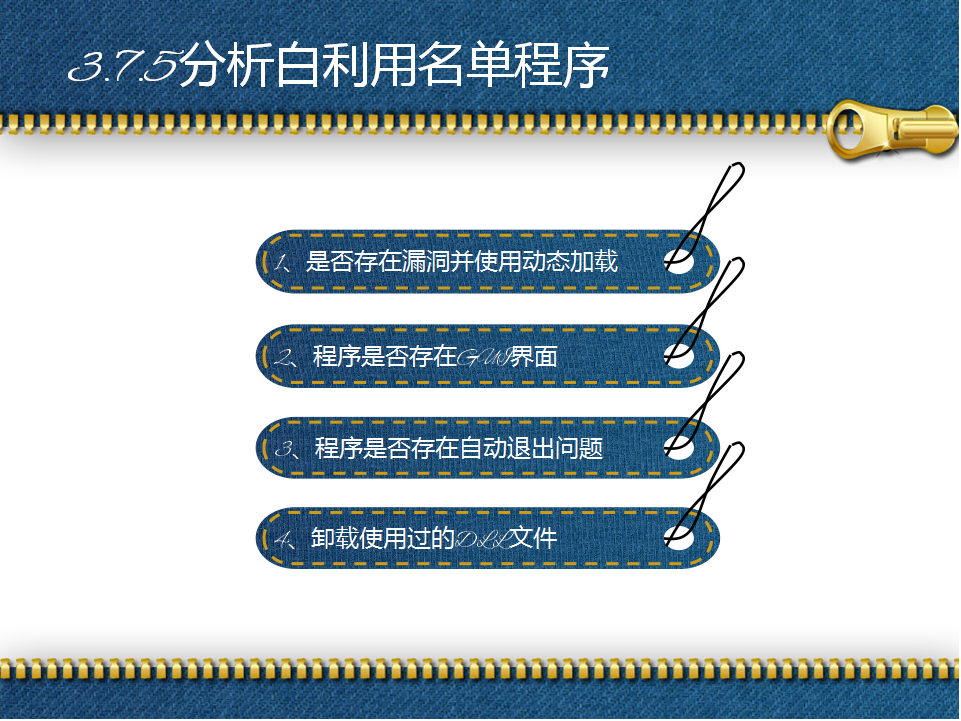 3.7.5分析白利用名单程序
1、是否存在漏洞并使用动态加载
2、程序是否存在GUI界面
3、程序是否存在自动退出问题
4、卸载使用过的DLL文件